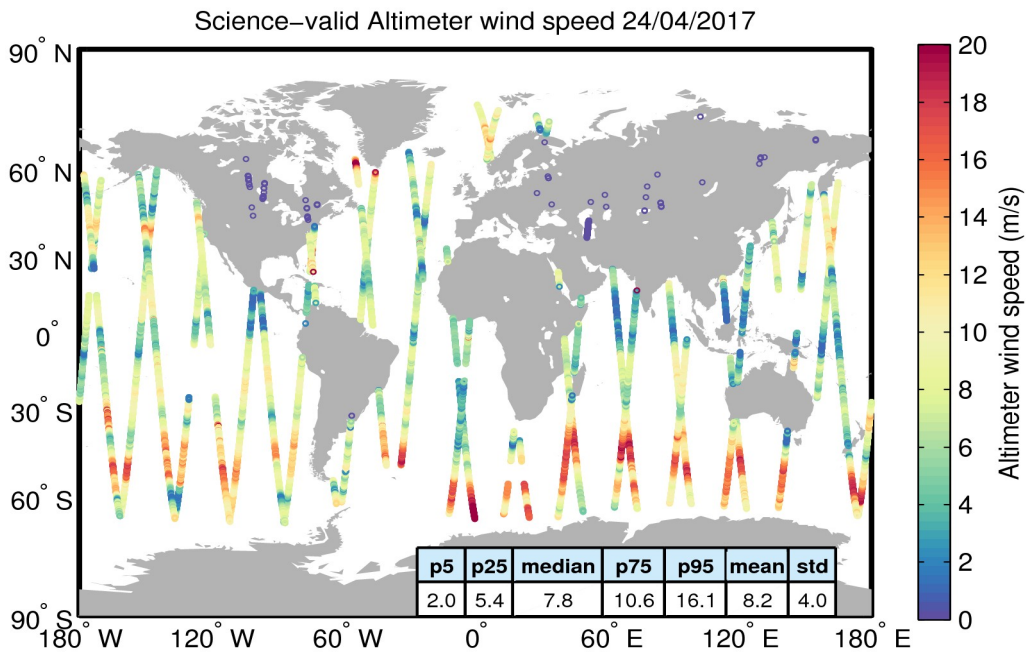 Science−valid Altimeter wind speed 24/04/2017
90° N
60° N
30° N
0°
30° S
60° S
90° S
180° W
120° W
60° W
0°
60° E
120° E
180° E
p5 p25 median p75 p95 mean std
2.0 5.4 7.8 10.6 16.1 8.2 4.0
20
18
16
14
12
10
8
6
4
2
0
Altimeter wind speed (m/s)